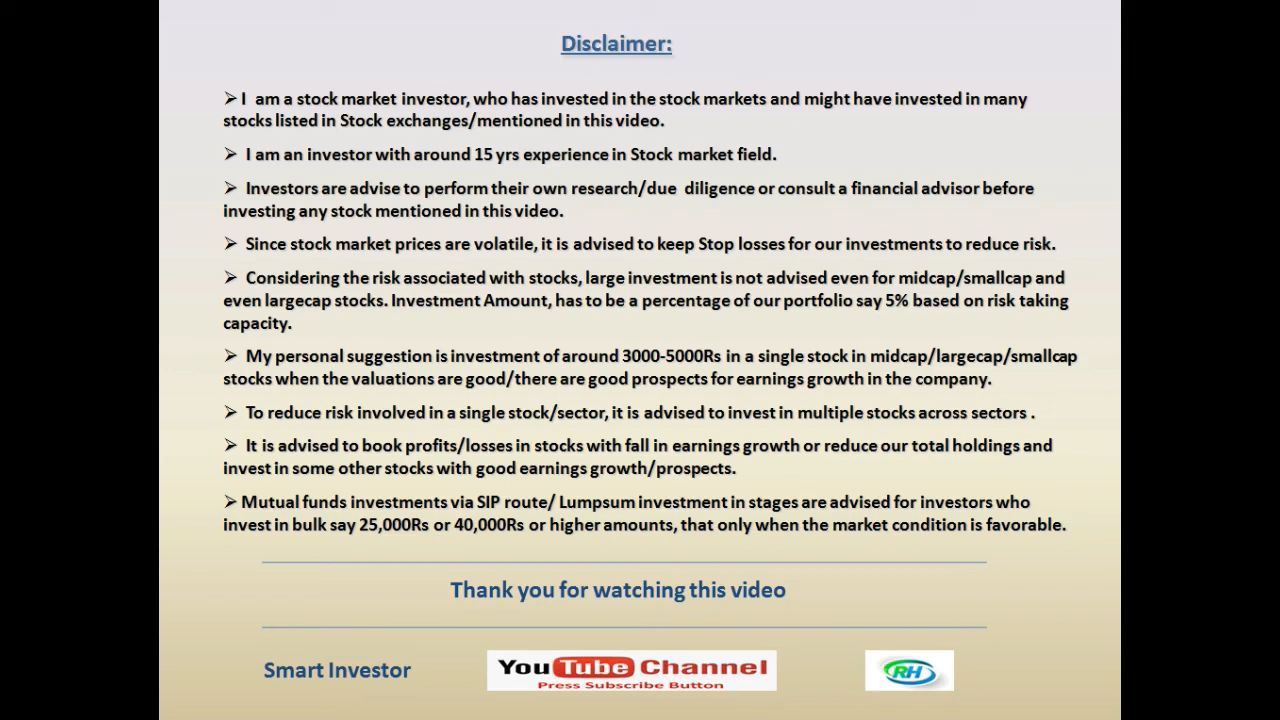 Disclaimer:
➢ I am a stock market investor, who has invested in the stock markets and might have invested in many
stocks listed in Stock exchanges/mentioned in this video.
➢ I am an investor with around 15 yrs experience in Stock market field.
➢ Investors are advise to perform their own research/due diligence or consult a financial advisor before
investing any stock mentioned in this video.
➢ Since stock market prices are volatile, it is advised to keep Stop losses for our investments to reduce risk.
➢ Considering the risk associated with stocks, large investment is not advised even for midcap/smallcap and
even largecap stocks. Investment Amount, has to be a percentage of our portfolio say 5% based on risk taking
capacity.
➢ My personal suggestion is investment of around 3000-5000Rs in a single stock in midcap/largecap/smallcap
stocks when the valuations are good/there are good prospects for earnings growth in the company.
➢ To reduce risk involved in a single stock/sector, it is advised to invest in multiple stocks across sectors .
➢ It is advised to book profits/losses in stocks with fall in earnings growth or reduce our total holdings and
invest in some other stocks with good earnings growth/prospects.
➢ Mutual funds investments via SIP route/ Lumpsum investment in stages are advised for investors who
invest in bulk say 25,000Rs or 40,000Rs or higher amounts, that only when the market condition is favorable.
Thank you for watching this video
Smart Investor
YouTube Channel
Press Subscribe Button
RH